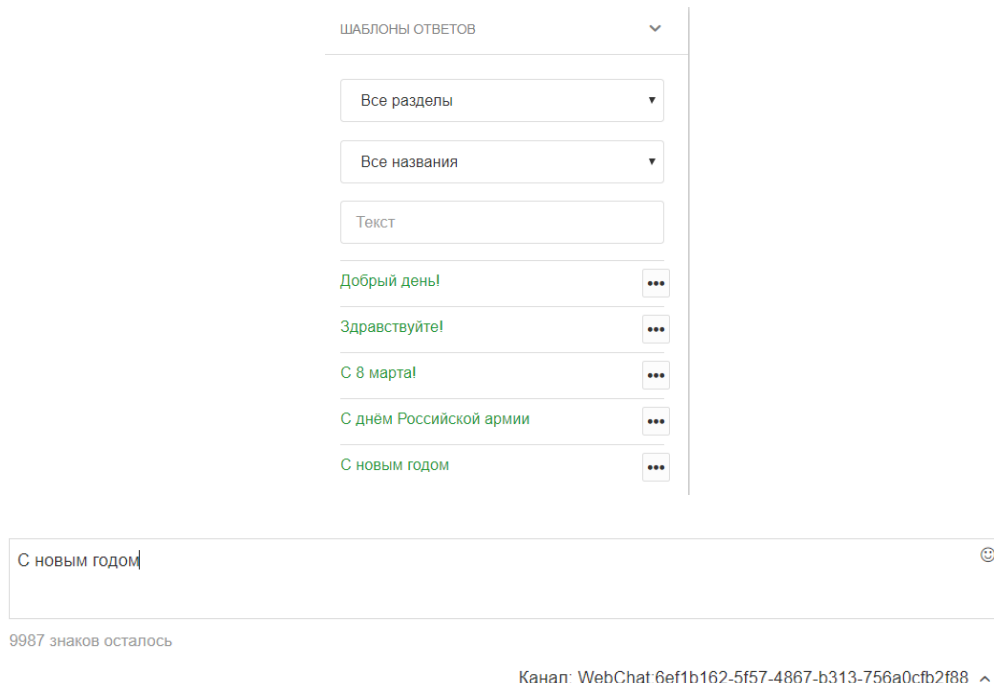 ШАБЛОНЫ ОТВЕТОВ
Все разделы
Все названия
Текст
Добрый день!
Здравствуйте!
С 8 марта!
С днём Российской армии
С новым годом
С новым годом
9987 знаков осталось
Канал: WebChat:6ef1b162-5f57-4867-b313-756a0cfb2f88